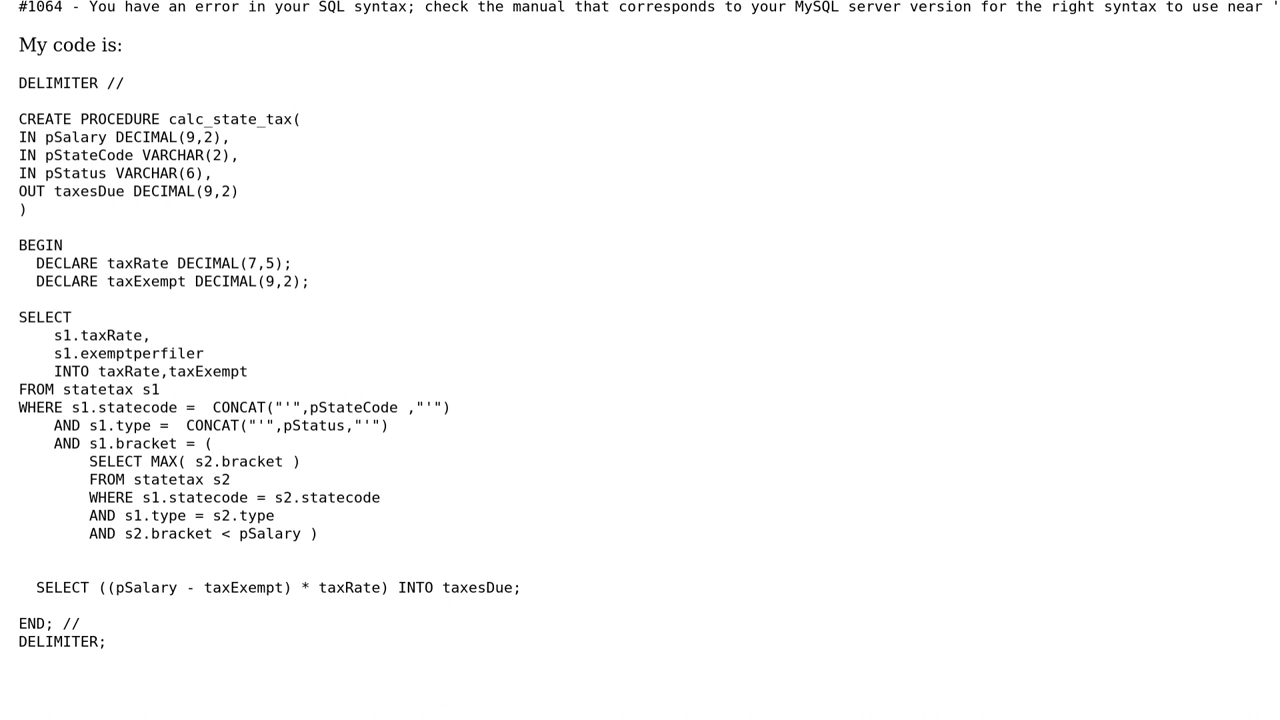 #1064 - You have an error in your SQL syntax; check the manual that corresponds to your MySQL server version for the right syntax to use near '
My code is:
DELIMITER //
CREATE PROCEDURE calc_state_tax(
IN pSalary DECIMAL(9,2),
IN pStateCode VARCHAR(2),
IN pStatus VARCHAR(6),
OUT taxesDue DECIMAL(9,2)
)
BEGIN
  DECLARE taxRate DECIMAL(7,5);
  DECLARE taxExempt DECIMAL(9,2);
SELECT
    s1.taxRate,
    s1.exemptperfiler
    INTO taxRate,taxExempt
FROM statetax s1
WHERE s1.statecode =  CONCAT("'",pStateCode ,"'")
    AND s1.type =  CONCAT("'",pStatus,"'")
    AND s1.bracket = (
        SELECT MAX( s2.bracket )
        FROM statetax s2
        WHERE s1.statecode = s2.statecode
        AND s1.type = s2.type
        AND s2.bracket < pSalary )
  SELECT ((pSalary - taxExempt) * taxRate) INTO taxesDue;
END; //
DELIMITER;